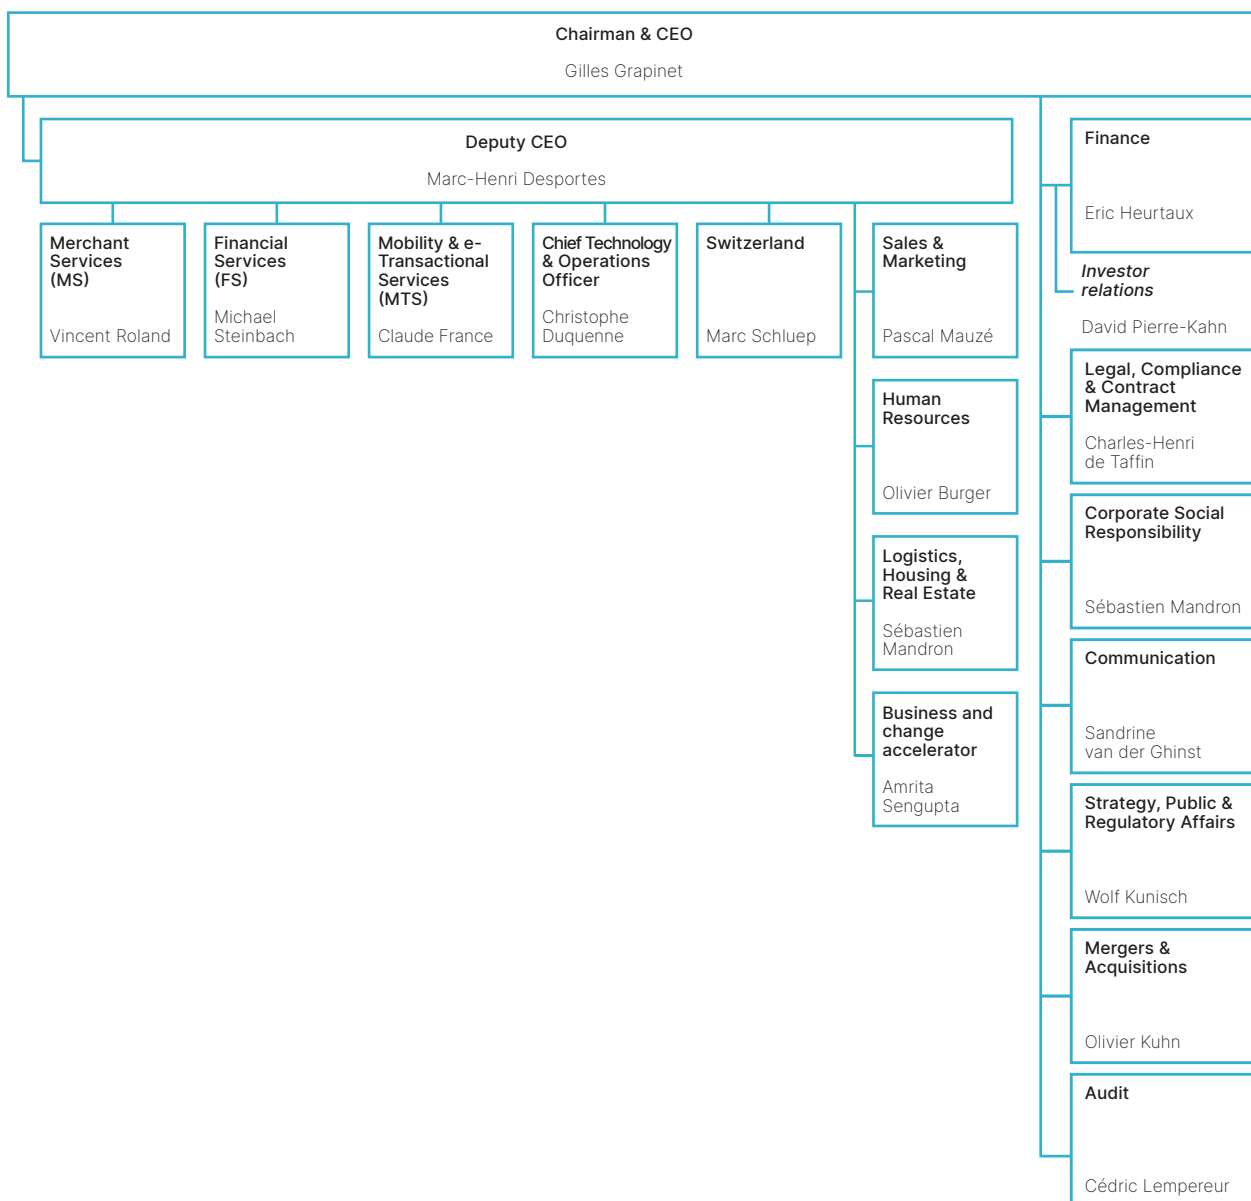 Chairman & CEO
Gilles Grapinet
Deputy CEO
Marc-Henri Desportes
Merchant
Services
(MS)
Vincent Roland
Financial
Services
(FS)
Michael
Steinbach
Mobility & e-
Transactional
Services
(MTS)
Claude France
Chief Technology
& Operations
Officer
Christophe
Duquenne
Switzerland
Marc Schluep
Sales &
Marketing
Pascal Mauzé
Human
Resources
Olivier Burger
Logistics,
Housing &
Real Estate
Sébastien
Mandron
Business and
change
accelerator
Amrita
Sengupta
Finance
Eric Heurtaux
Investor
relations
David Pierre-Kahn
Legal, Compliance
& Contract
Management
Charles-Henri
de Taffin
Corporate Social
Responsibility
Sébastien Mandron
Communication
Sandrine
van der Ghinst
Strategy, Public &
Regulatory Affairs
Wolf Kunisch
Mergers &
Acquisitions
Olivier Kuhn
Audit
Cédric Lempereur